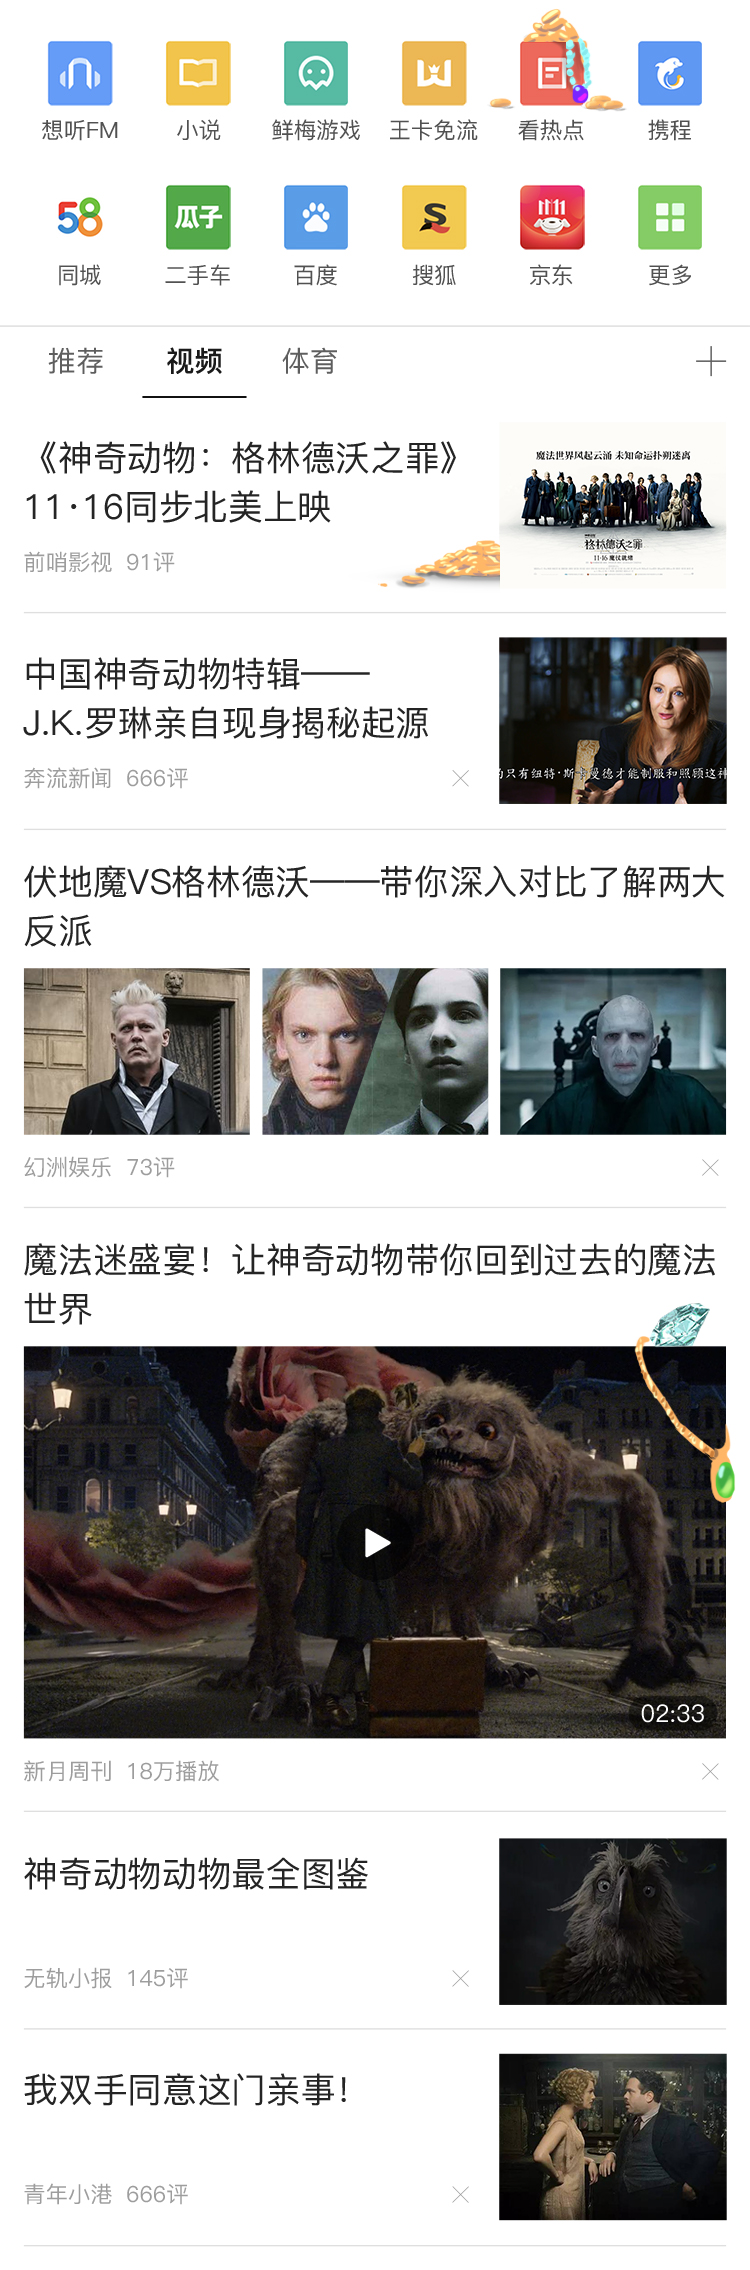 想听FM 小说 鲜梅游戏 王卡免流 看热点 携程
58 瓜子 11 11
同城 二手车 百度 搜狐 京东 更多
推荐 视频 体育
《神奇动物：格林德沃之罪》
11·16同步北美上映
前哨影视 91评
魔法世界风起云涌 未知命运扑朔迷离
格林德沃之罪
11·16 魔仗就绪
中国神奇动物特辑——
J.K.罗琳亲自现身揭秘起源
奔流新闻 666评
的只有纽特·斯卡曼德才能制服和照顾这神
伏地魔VS格林德沃——带你深入对比了解两大
反派
幻洲娱乐 73评
魔法迷盛宴！让神奇动物带你回到过去的魔法
世界
02:33
新月周刊 18万播放
神奇动物动物最全图鉴
无轨小报 145评
我双手同意这门亲事！
青年小港 666评